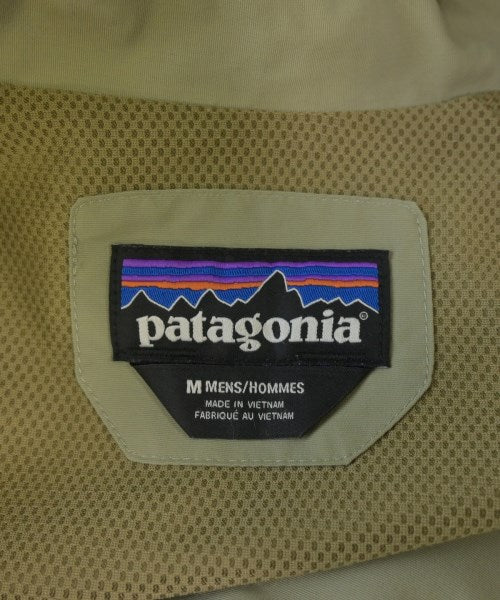 patagonia®
M MENS/HOMMES
MADE IN VIETNAM
FABRIQUÉ AU VIETNAM